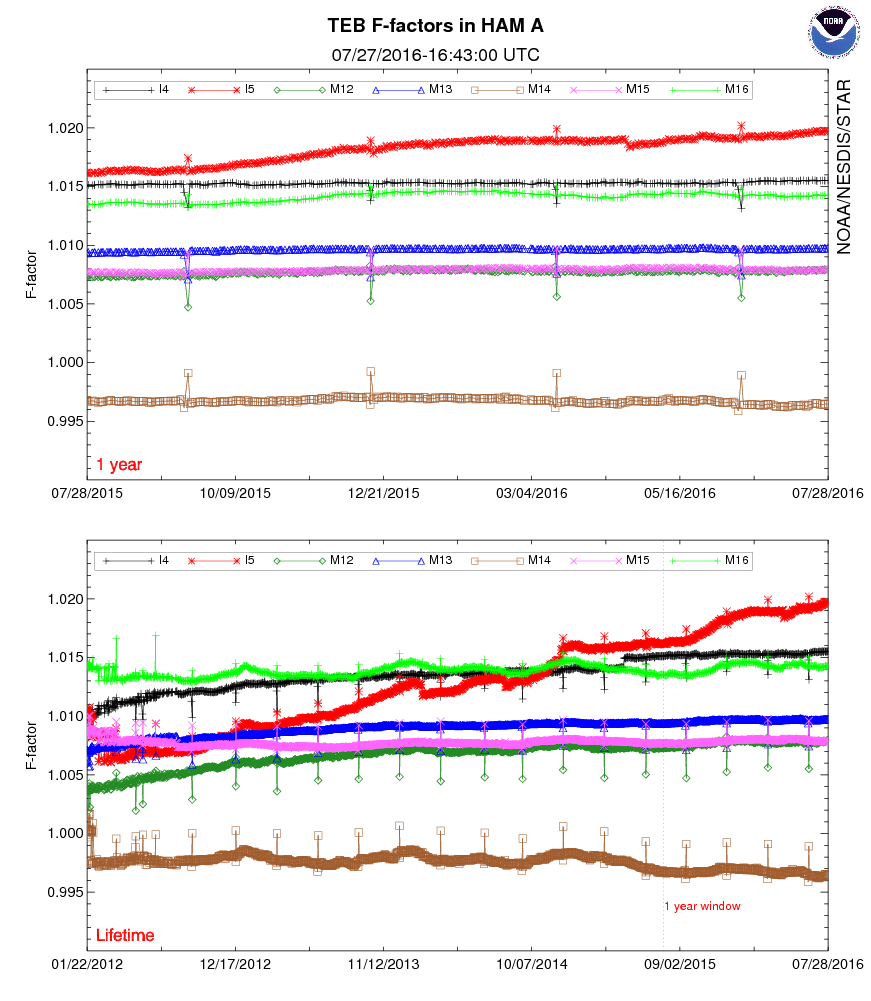 TEB F-factors in HAM A
07/27/2016-16:43:00 UTC
NOAA
NOAA/NESDIS/STAR
I4 I5 M12 M13 M14 M15 M16
F-factor
1.020
1.015
1.010
1.005
1.000
0.995
1 year
07/28/2015 10/09/2015 12/21/2015 03/04/2016 05/16/2016 07/28/2016
I4 I5 M12 M13 M14 M15 M16
F-factor
1.020
1.015
1.010
1.005
1.000
0.995
1 year window
Lifetime
01/22/2012 12/17/2012 11/12/2013 10/07/2014 09/02/2015 07/28/2016